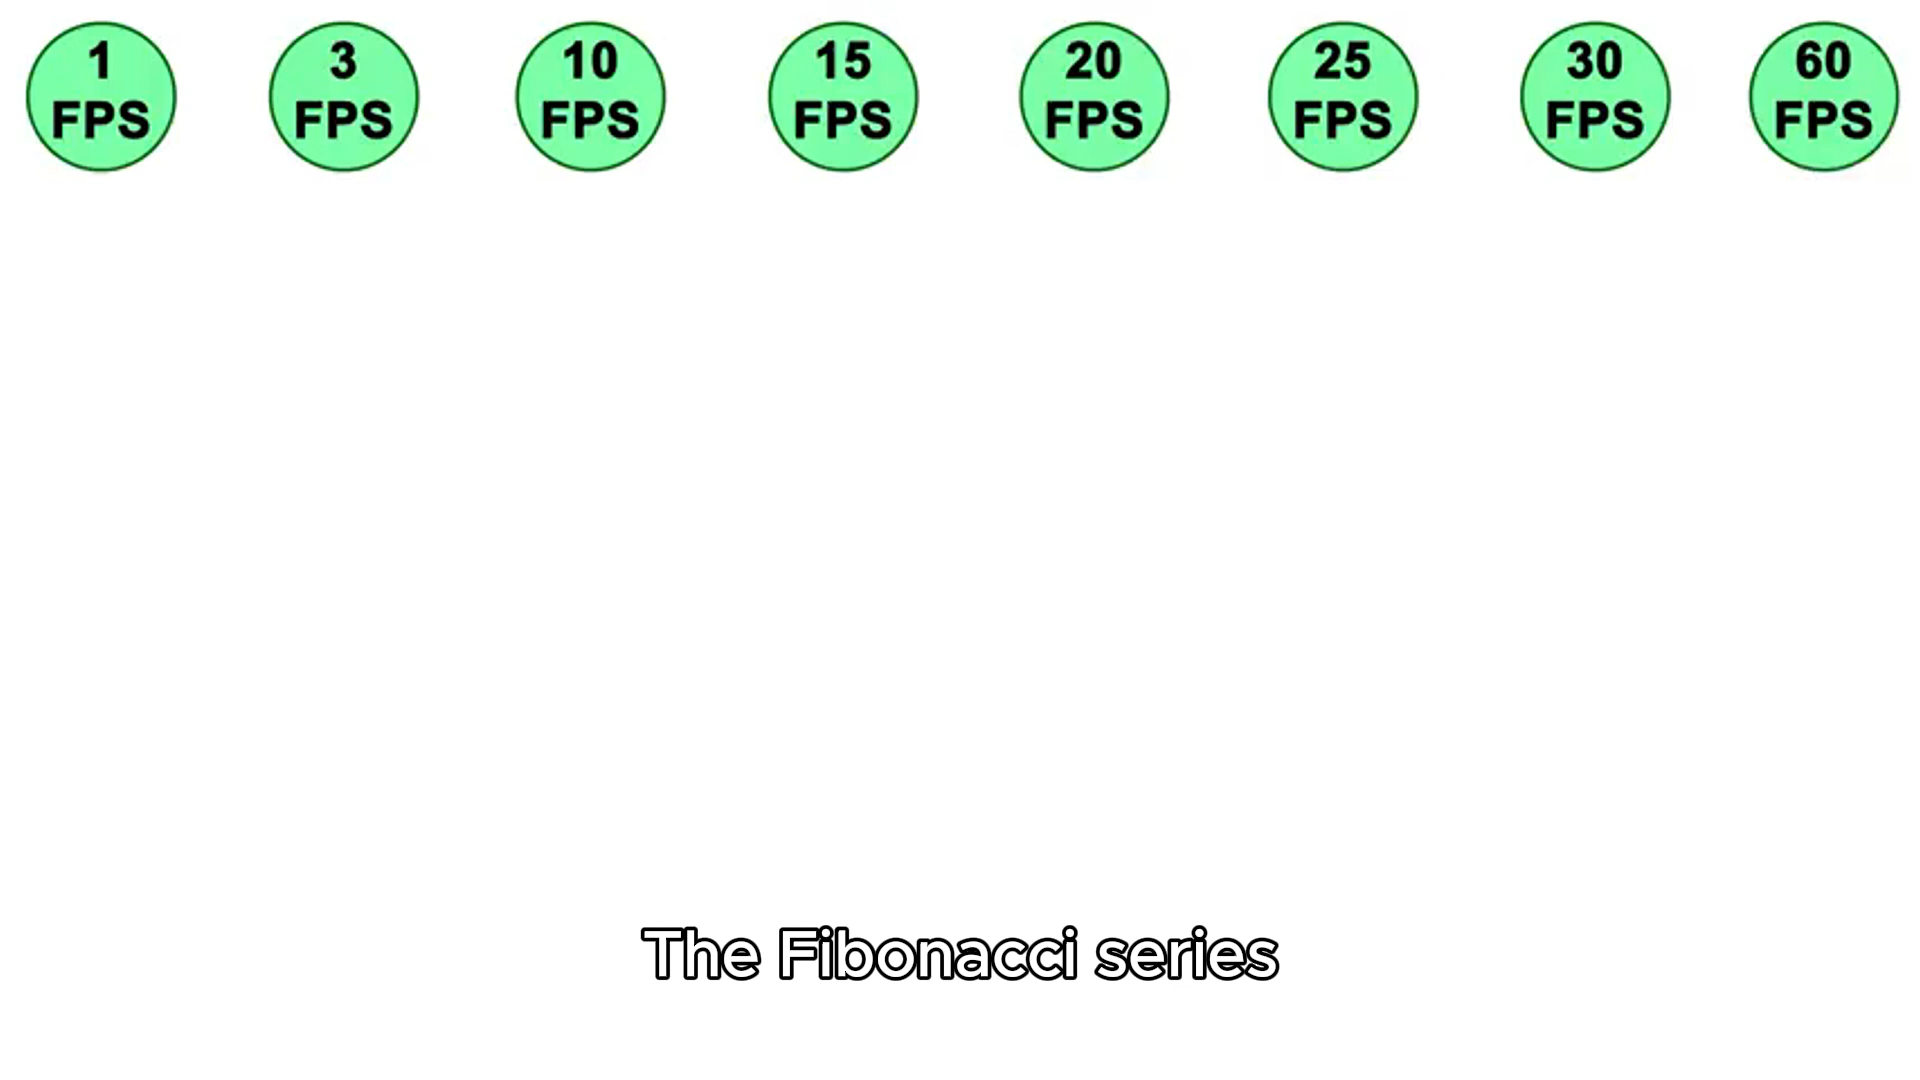 1 FPS
3 FPS
10 FPS
15 FPS
20 FPS
25 FPS
30 FPS
60 FPS
The Fibonacci series